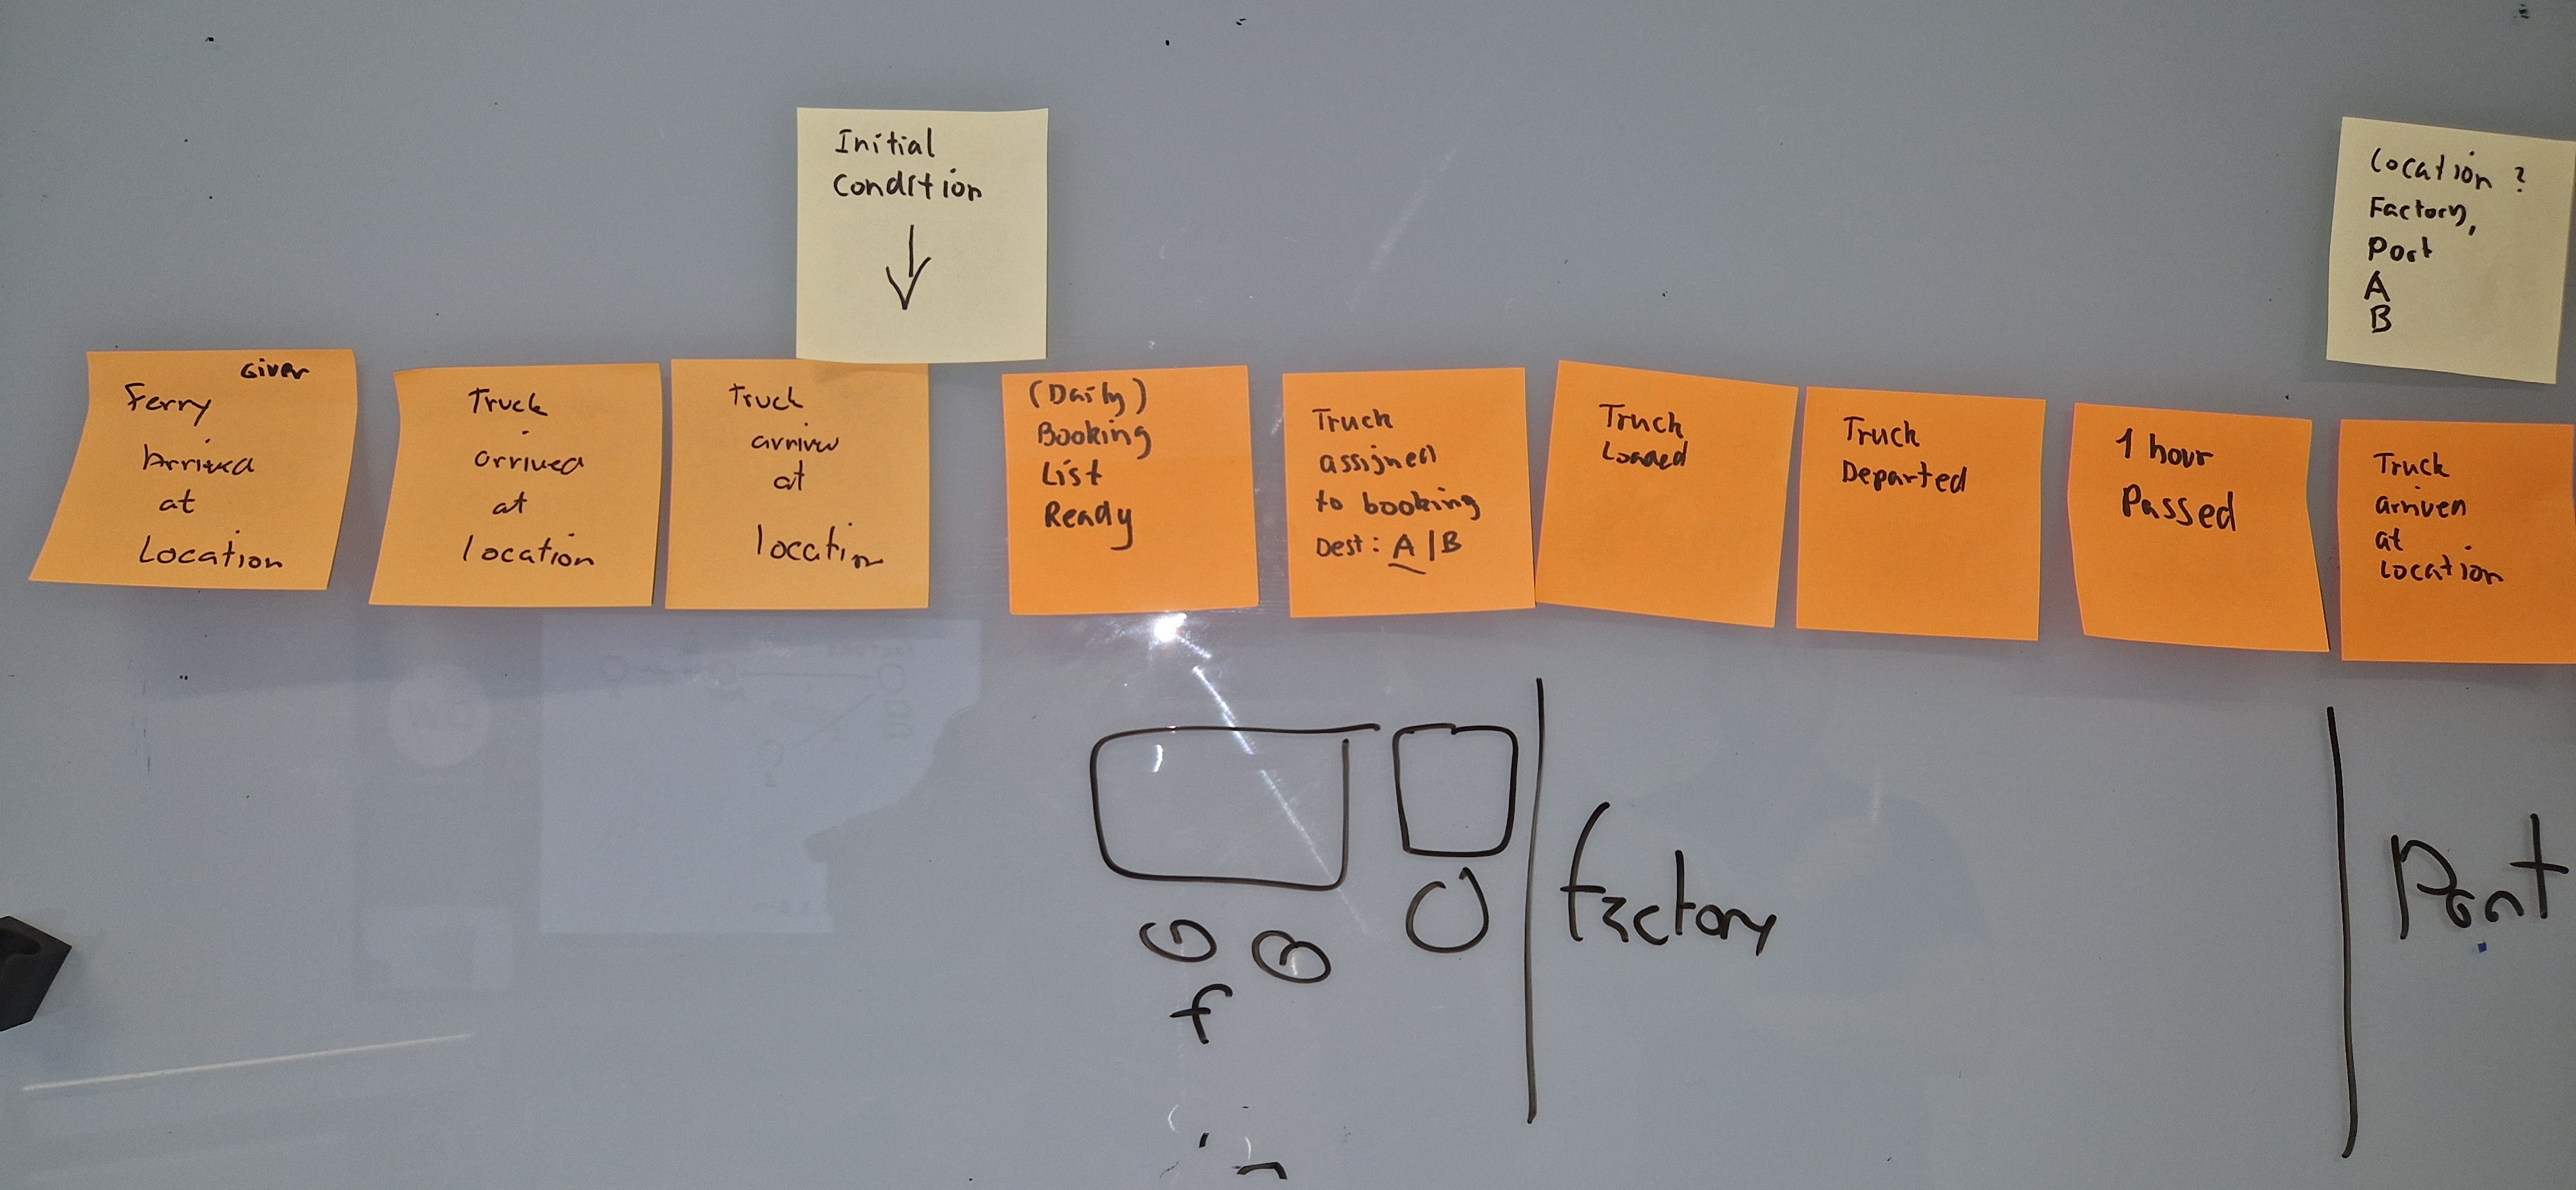 Initial
Condition
Location ?
Factory,
Port
A
B
Given
Ferry
Arrived
at
Location
Truck
arrived
at
location
Truck
arrived
at
location
(Daily)
Booking
List
Ready
Truck
assigned
to booking
Dest: A | B
Truck
Loaded
Truck
Departed
1 hour
Passed
Truck
arrived
at
Location
factory
Port
f